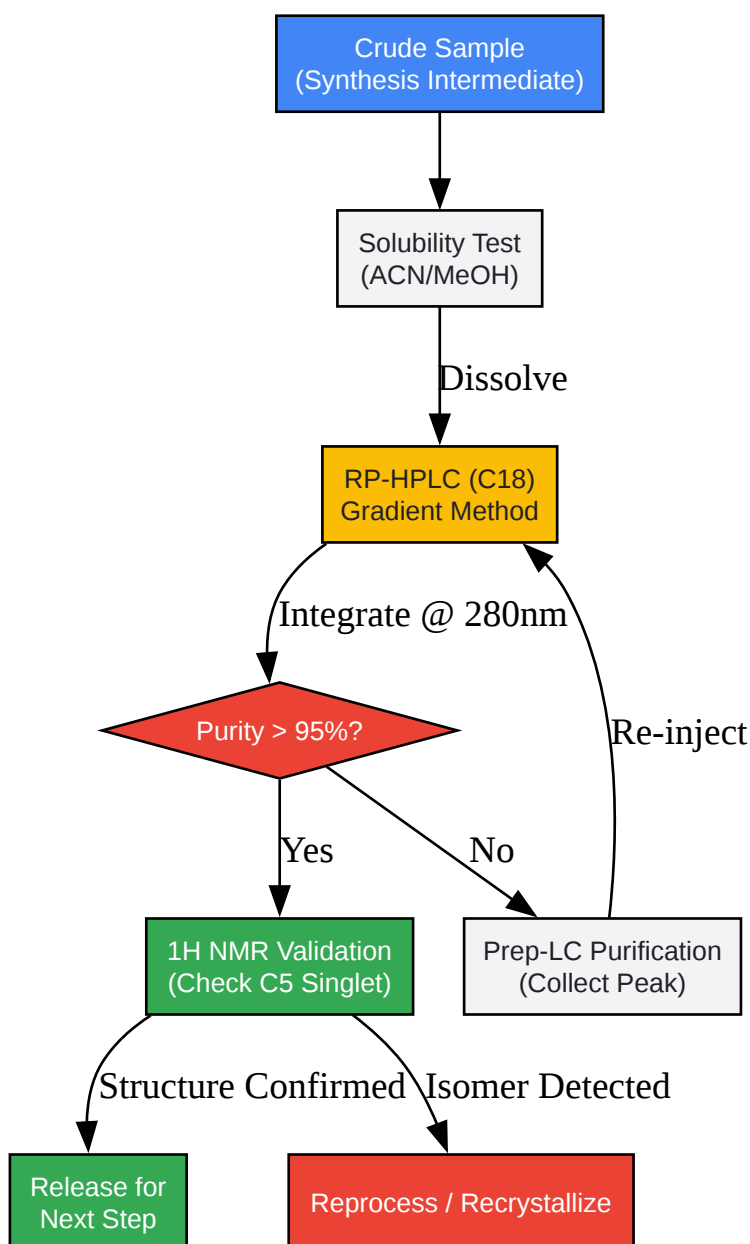 Crude Sample
(Synthesis Intermediate)
Solubility Test
(ACN/MeOH)
Dissolve
RP-HPLC (C18)
Gradient Method
Integrate @ 280nm
Purity > 95%?
Re-inject
Yes
No
1H NMR Validation
(Check C5 Singlet)
Prep-LC Purification
(Collect Peak)
Structure Confirmed
Isomer Detected
Release for
Next Step
Reprocess / Recrystallize